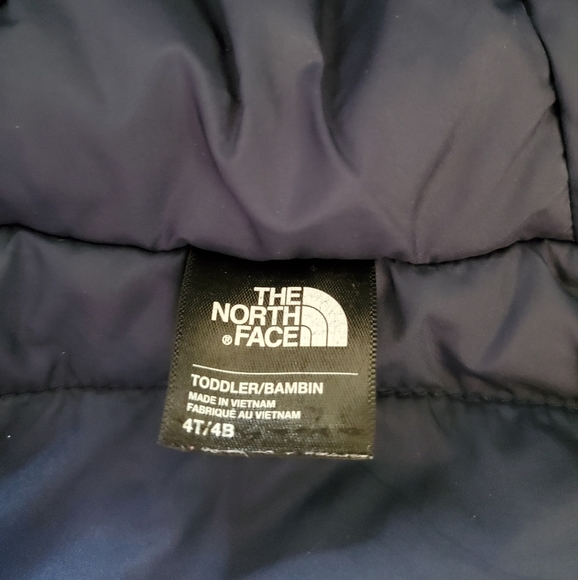 THE
NORTH
® FACE
TODDLER/BAMBIN
MADE IN VIETNAM
FABRIQUÉ AU VIETNAM
4T/4B